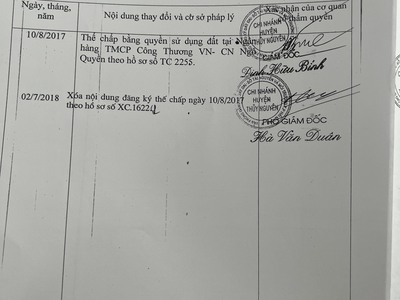 Ngày, tháng, năm
Nội dung thay đổi và cơ sở pháp lý
Xác nhận của cơ quan
có thẩm quyền
10/8/2017
Thế chấp bằng quyền sử dụng đất tại Ngân
hàng TMCP Công Thương VN- CN Ngô
Quyền theo hồ sơ số TC 2255.
CHI NHÁNH
HUYỆN
THỦY NGUYÊN
GIÁM ĐỐC
Đinh Hữu Bính
02/7/2018
Xóa nội dung đăng ký thế chấp ngày 10/8/2017
theo hồ sơ số XC.1622
CHI NHÁNH
HUYỆN
THỦY NGUYÊN
PHÓ GIÁM ĐỐC
Hà Văn Duân